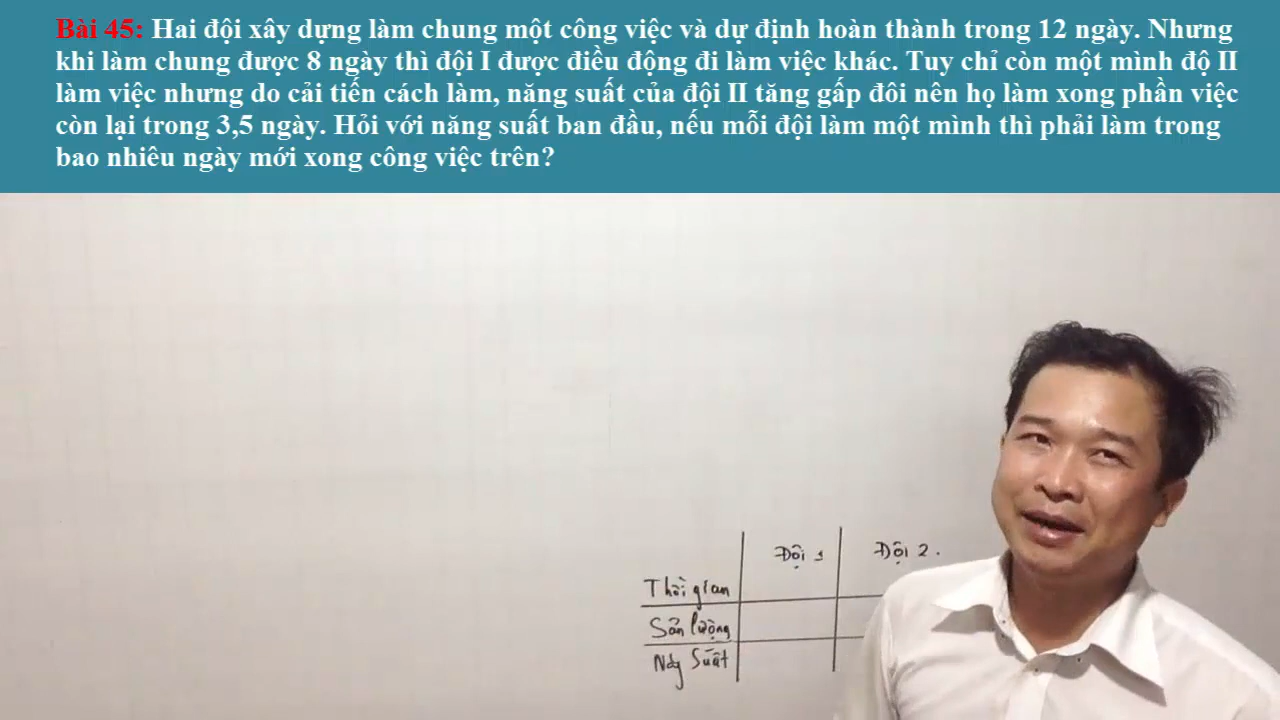 Bài 45: Hai đội xây dựng làm chung một công việc và dự định hoàn thành trong 12 ngày. Nhưng
khi làm chung được 8 ngày thì đội I được điều động đi làm việc khác. Tuy chỉ còn một mình độ II
làm việc nhưng do cải tiến cách làm, năng suất của đội II tăng gấp đôi nên họ làm xong phần việc
còn lại trong 3,5 ngày. Hỏi với năng suất ban đầu, nếu mỗi đội làm một mình thì phải làm trong
bao nhiêu ngày mới xong công việc trên?
Đội 1 Đội 2.
Thời gian
Sản lượng
Năg Suất